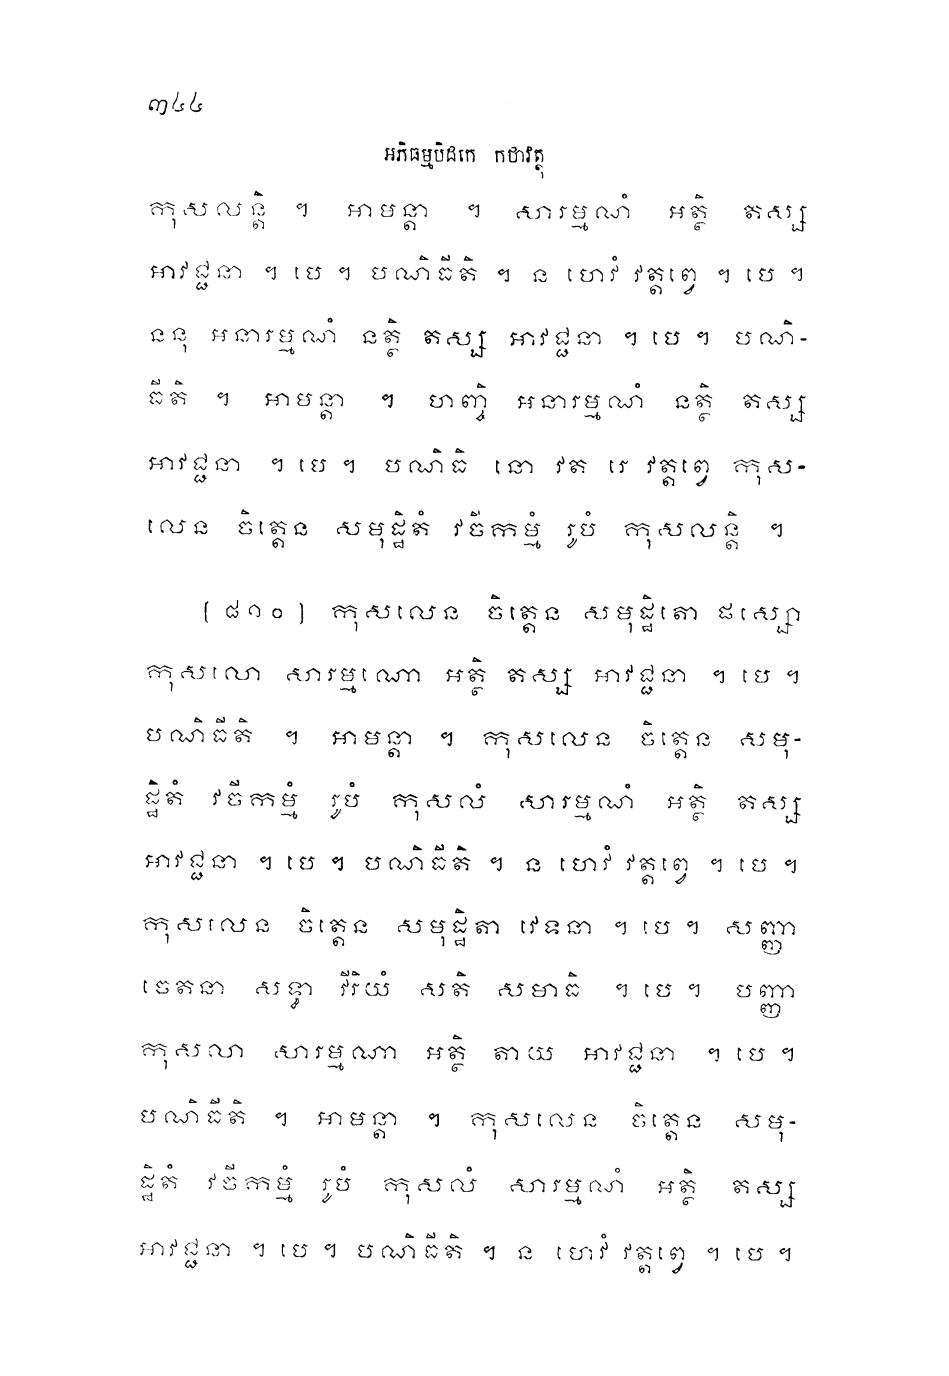 ៣៤៤
អភិធម្មបិដកេ កថាវត្ថុ
កុសលន្តិ ។ អាមន្តា ។ សារម្មណំ អត្ថិ តស្ស
អាវជ្ជនា ។ បេ ។ បណិធីតិ ។ ន ហេវំ វត្តព្វេ ។ បេ ។
ននុ អនារម្មណំ នត្ថិ តស្ស អាវជ្ជនា ។ បេ ។ បណិ-
ធីតិ ។ អាមន្តា ។ ហញ្ចិ អនារម្មណំ នត្ថិ តស្ស
អាវជ្ជនា ។ បេ ។ បណិធិ នោ វត រេ វត្តព្វេ កុស-
លេន ចិត្តេន សមុដ្ឋិតំ វចីកម្មំ រូបំ កុសលន្តិ ។
[៨១០] កុសលេន ចិត្តេន សមុដ្ឋិតោ ផស្សោ
កុសលោ សារម្មណោ អត្ថិ តស្ស អាវជ្ជនា ។ បេ ។
បណិធីតិ ។ អាមន្តា ។ កុសលេន ចិត្តេន សមុ-
ដ្ឋិតំ វចីកម្មំ រូបំ កុសលំ សារម្មណំ អត្ថិ តស្ស
អាវជ្ជនា ។ បេ ។ បណិធីតិ ។ ន ហេវំ វត្តព្វេ ។ បេ ។
កុសលេន ចិត្តេន សមុដ្ឋិតា វេទនា ។ បេ ។ សញ្ញា
ចេតនា សទ្ធា វីរិយំ សតិ សមាធិ ។ បេ ។ បញ្ញា
កុសលា សារម្មណា អត្ថិ តាយ អាវជ្ជនា ។ បេ ។
បណិធីតិ ។ អាមន្តា ។ កុសលេន ចិត្តេន សមុ-
ដ្ឋិតំ វចីកម្មំ រូបំ កុសលំ សារម្មណំ អត្ថិ តស្ស
អាវជ្ជនា ។ បេ ។ បណិធីតិ ។ ន ហេវំ វត្តព្វេ ។ បេ ។